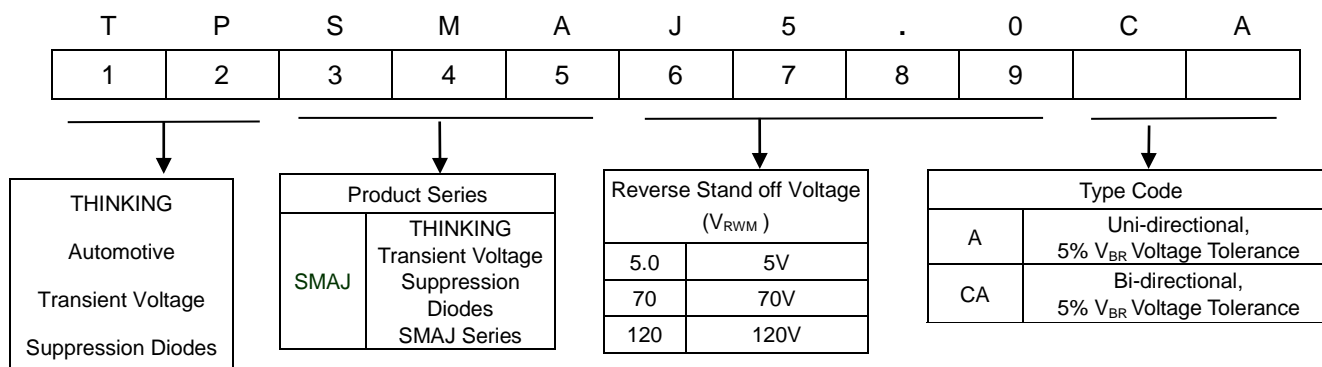 T P S M A J 5 . 0 C A
1 2 3 4 5 6 7 8 9
THINKING
Automotive
Transient Voltage
Suppression Diodes
Product Series
SMAJ
THINKING
Transient Voltage
Suppression
Diodes
SMAJ Series
Reverse Stand off Voltage
(VRWM )
5.0 5V
70 70V
120 120V
Type Code
A
Uni-directional,
5% VBR Voltage Tolerance
CA
Bi-directional,
5% VBR Voltage Tolerance